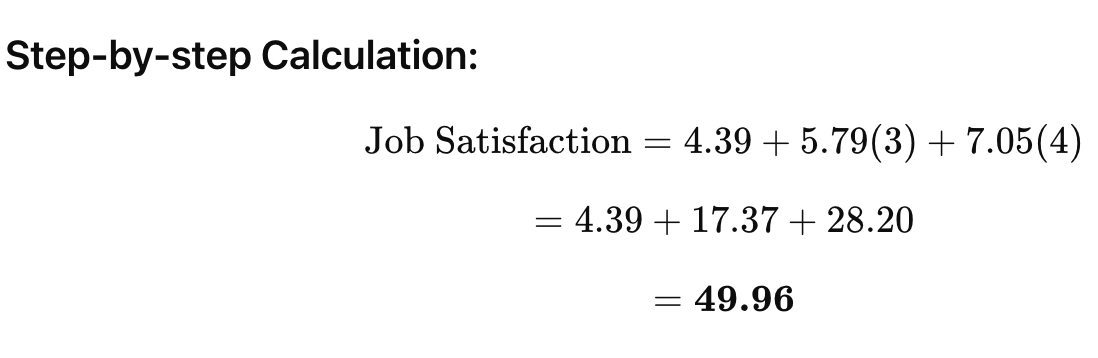 Step-by-step Calculation:
Job Satisfaction = 4.39 + 5.79(3) + 7.05(4)
= 4.39 + 17.37 + 28.20
= 49.96